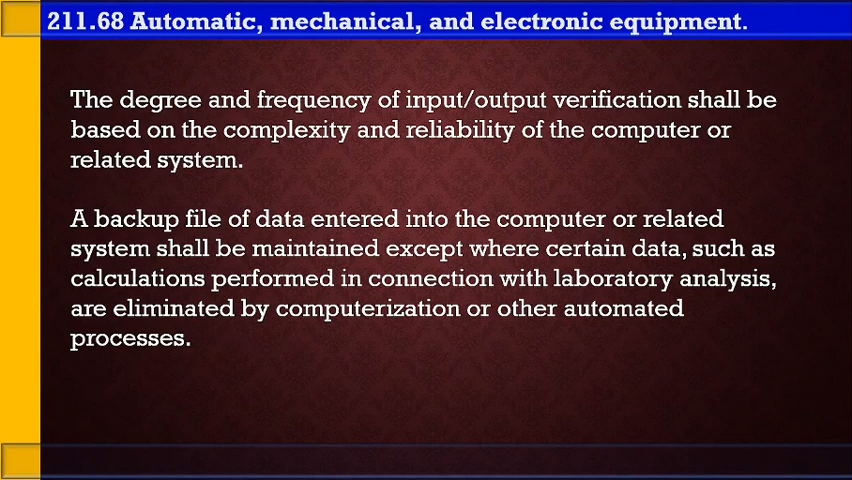 211.68 Automatic, mechanical, and electronic equipment.
The degree and frequency of input/output verification shall be
based on the complexity and reliability of the computer or
related system.
A backup file of data entered into the computer or related
system shall be maintained except where certain data, such as
calculations performed in connection with laboratory analysis,
are eliminated by computerization or other automated
processes.